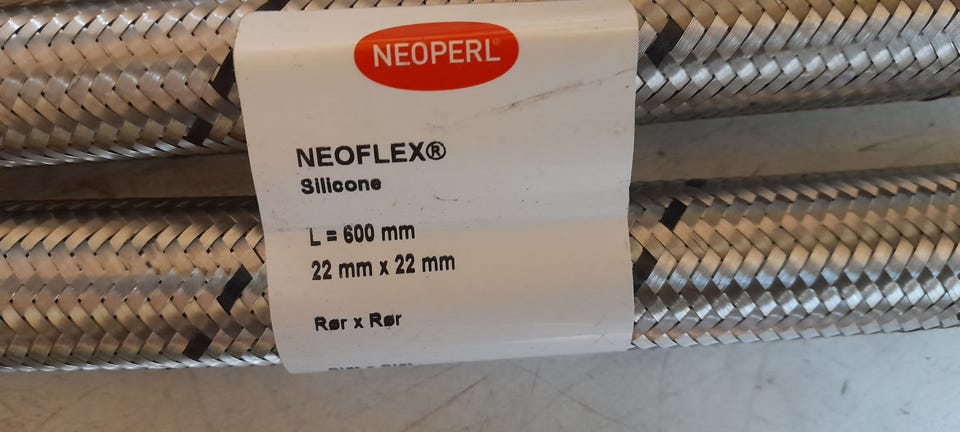 NEOPERL®
NEOFLEX®
Silicone
L = 600 mm
22 mm x 22 mm
Rør x Rør